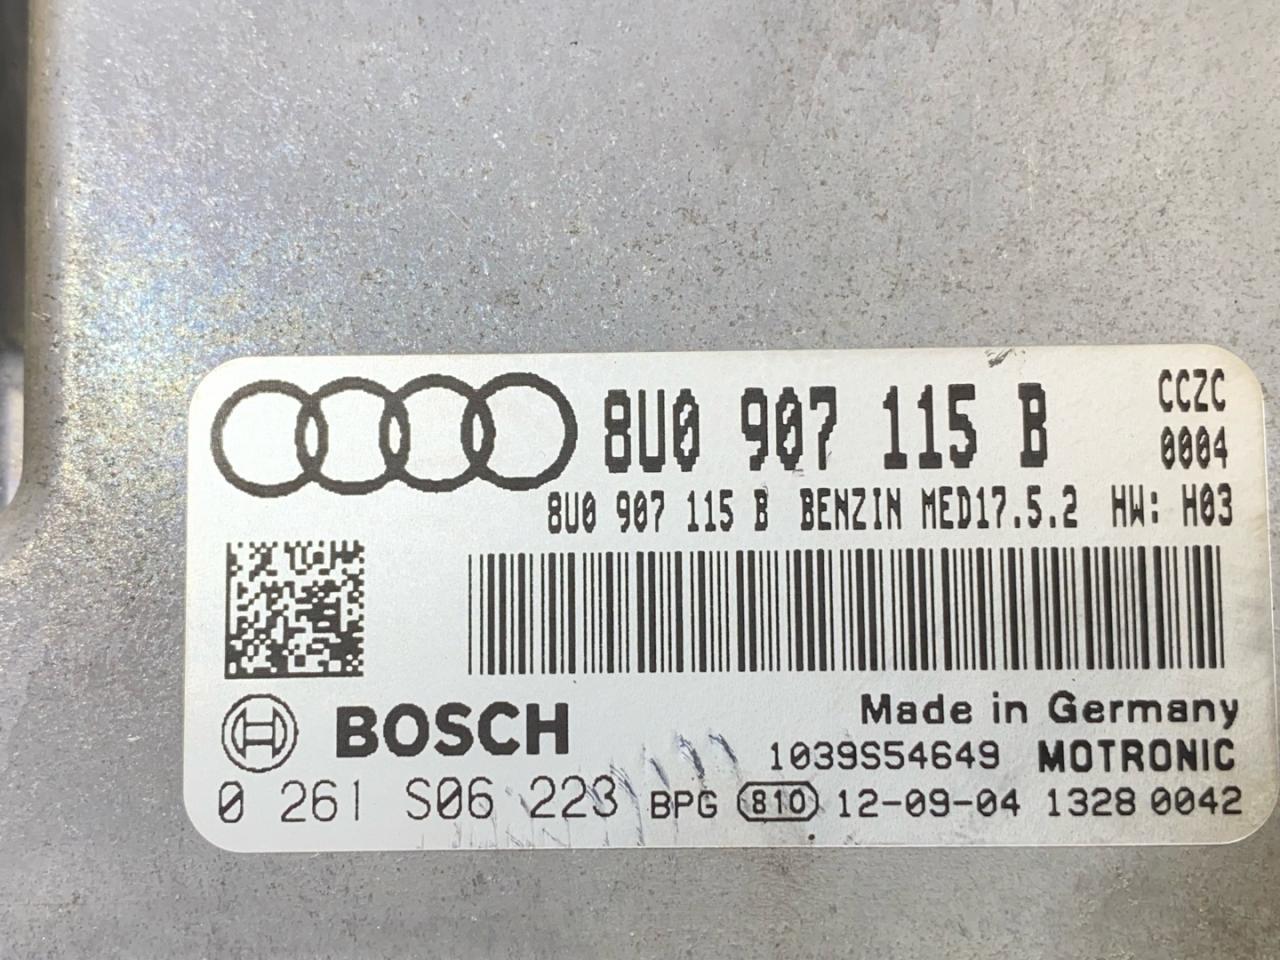 8U0 907 115 B
CCZC
0004
8U0 907 115 B BENZIN MED17.5.2 HW: H03
BOSCH
Made in Germany
1039S54649 MOTRONIC
0 261 S06 223 BPG 810 12-09-04 1328 0042